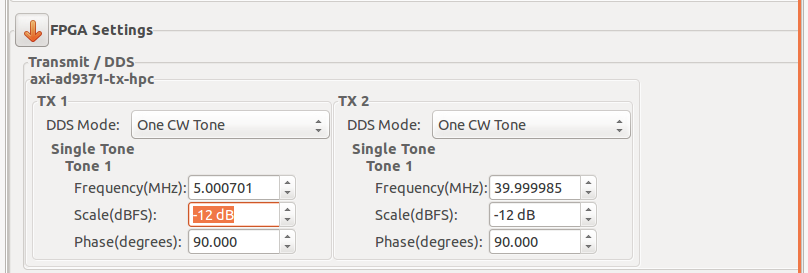 FPGA Settings
Transmit / DDS
axi-ad9371-tx-hpc
TX 1
DDS Mode: One CW Tone
Single Tone
Tone 1
Frequency(MHz): 5.000701
Scale(dBFS): -12 dB
Phase(degrees): 90.000
TX 2
DDS Mode: One CW Tone
Single Tone
Tone 1
Frequency(MHz): 39.999985
Scale(dBFS): -12 dB
Phase(degrees): 90.000